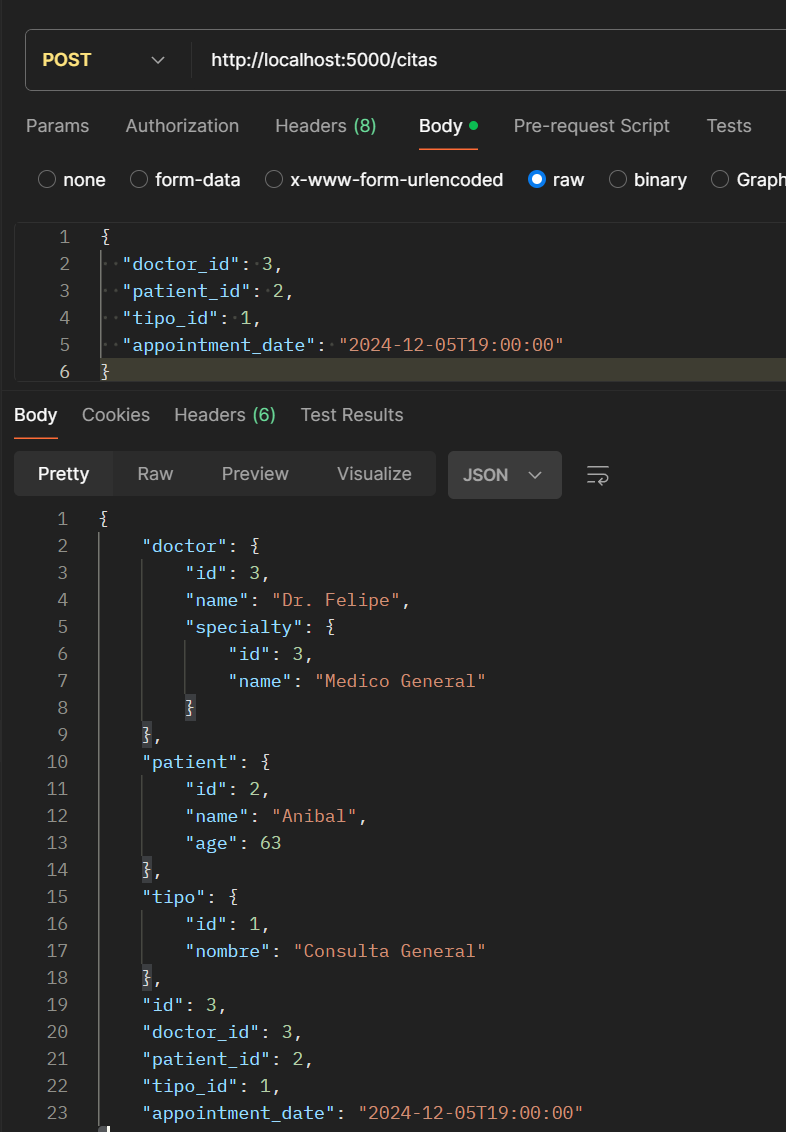 POST http://localhost:5000/citas
Params Authorization Headers (8) Body Pre-request Script Tests
none form-data x-www-form-urlencoded raw binary Graph
1 {
2 "doctor_id": 3,
3 "patient_id": 2,
4 "tipo_id": 1,
5 "appointment_date": "2024-12-05T19:00:00"
6 }
Body Cookies Headers (6) Test Results
Pretty Raw Preview Visualize JSON
1 {
2 "doctor": {
3 "id": 3,
4 "name": "Dr. Felipe",
5 "specialty": {
6 "id": 3,
7 "name": "Medico General"
8 }
9 },
10 "patient": {
11 "id": 2,
12 "name": "Anibal",
13 "age": 63
14 },
15 "tipo": {
16 "id": 1,
17 "nombre": "Consulta General"
18 },
19 "id": 3,
20 "doctor_id": 3,
21 "patient_id": 2,
22 "tipo_id": 1,
23 "appointment_date": "2024-12-05T19:00:00"